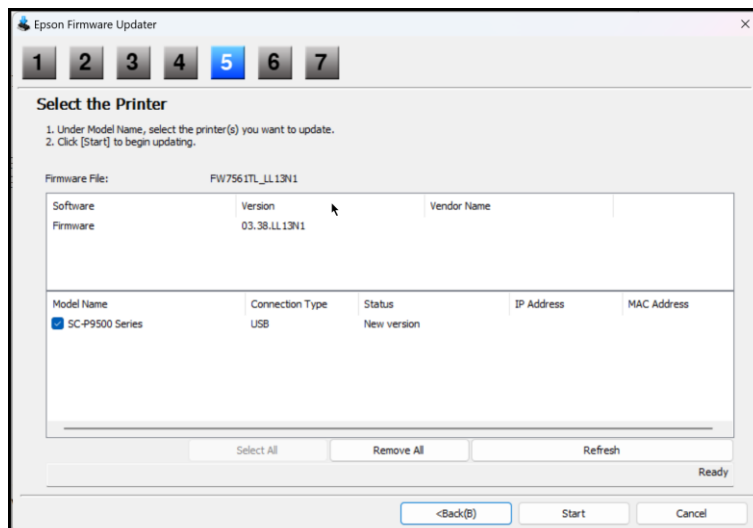 Epson Firmware Updater
1 2 3 4 5 6 7
Select the Printer
1. Under Model Name, select the printer(s) you want to update.
2. Click [Start] to begin updating.
Firmware File: FW7561TL_LL13N1
Software Version Vendor Name
Firmware 03.38.LL13N1
Model Name Connection Type Status IP Address MAC Address
SC-P9500 Series USB New version
Select All Remove All Refresh
Ready
<Back(B) Start Cancel